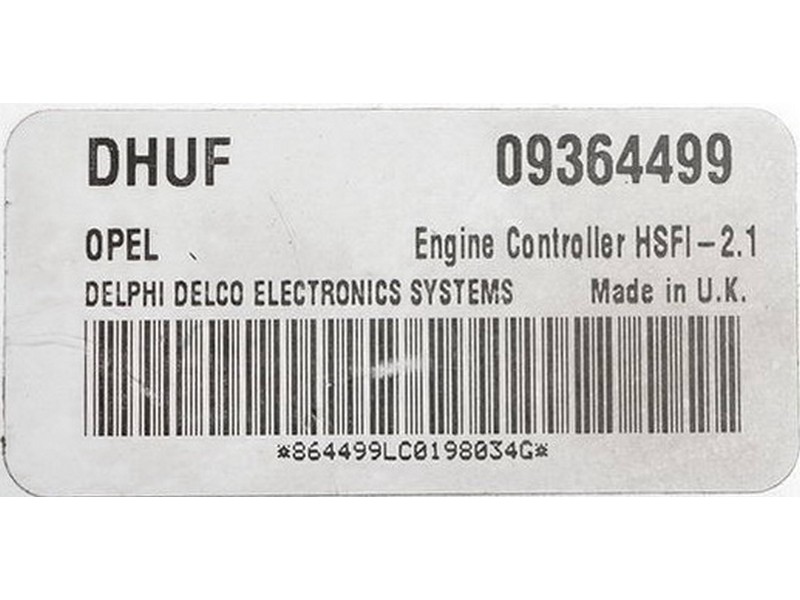 DHUF 09364499
OPEL Engine Controller HSFI-2.1
DELPHI DELCO ELECTRONICS SYSTEMS Made in U.K.
*864499LC0198034G*